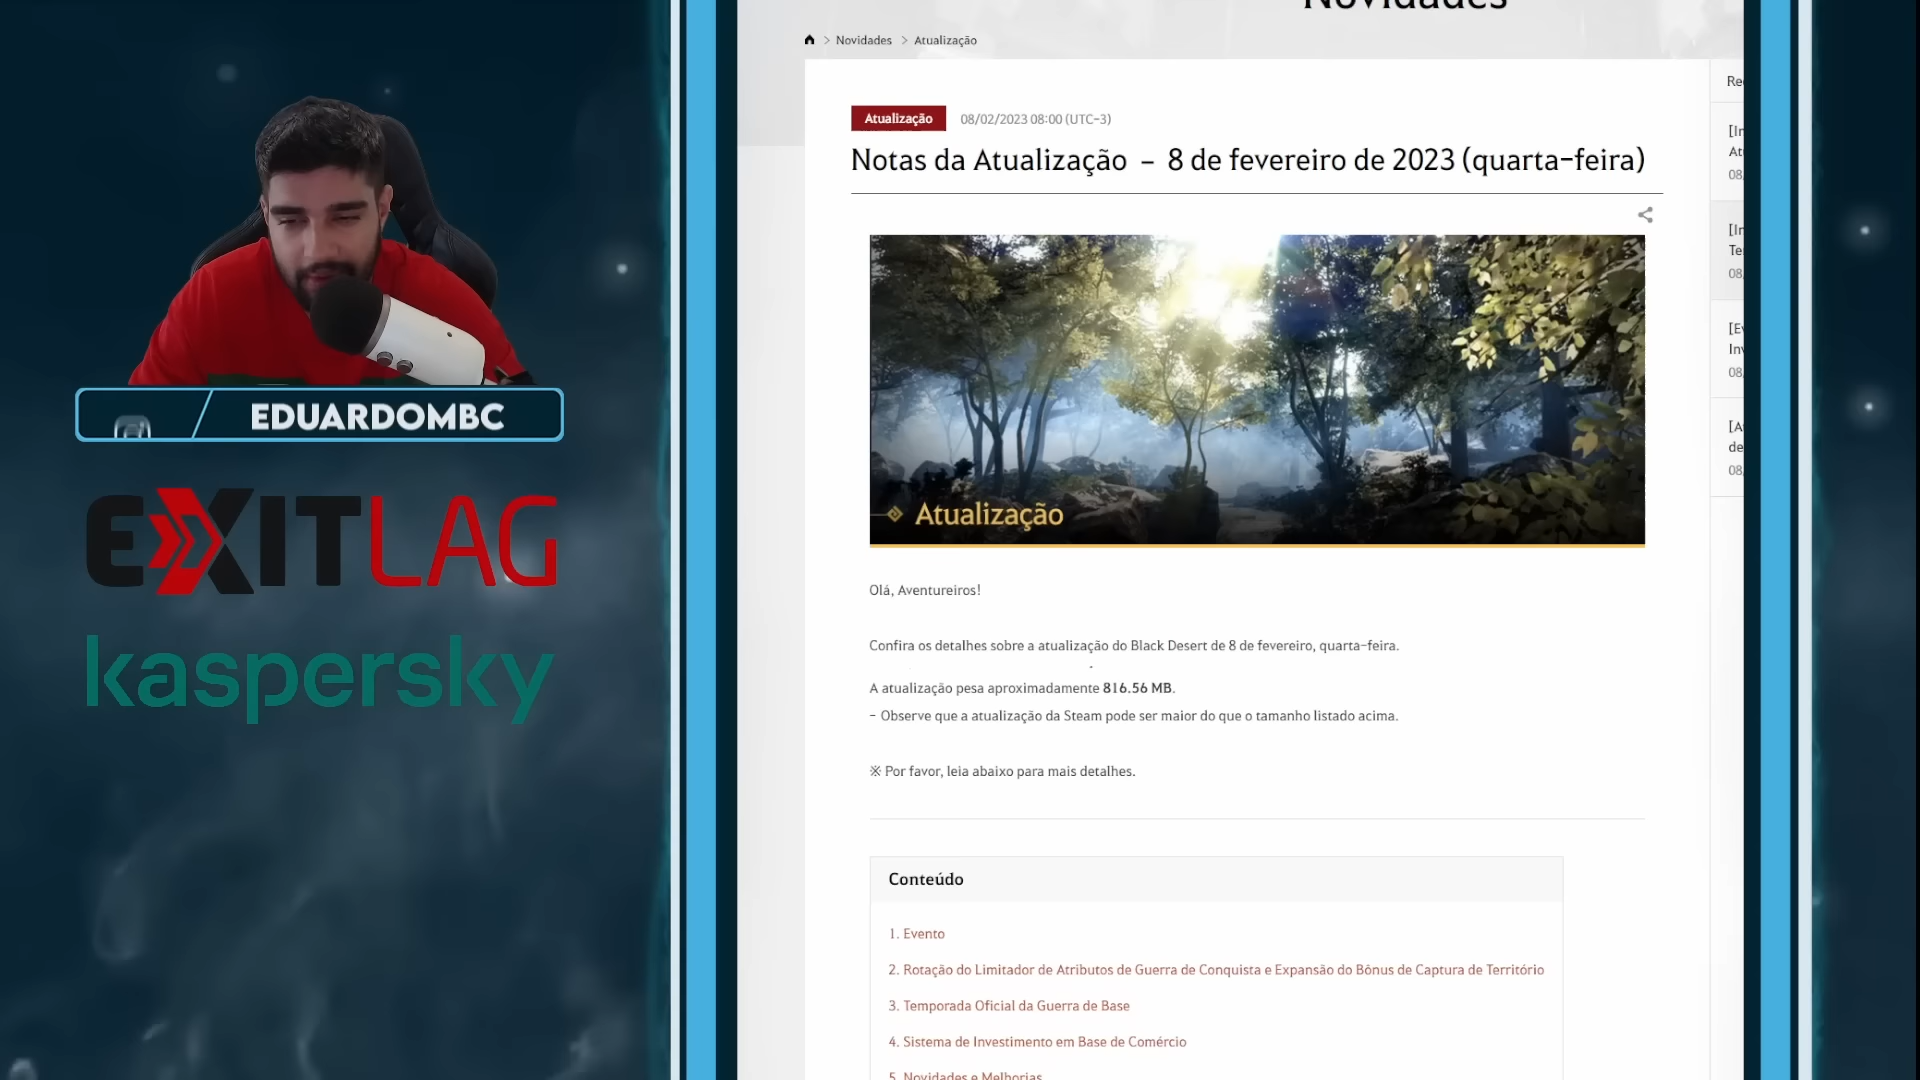 Novidades
Novidades > Atualização
Atualização 08/02/2023 08:00 (UTC-3)
Notas da Atualização - 8 de fevereiro de 2023 (quarta-feira)
Atualização
Olá, Aventureiros!
Confira os detalhes sobre a atualização do Black Desert de 8 de fevereiro, quarta-feira.
A atualização pesa aproximadamente 816.56 MB.
- Observe que a atualização da Steam pode ser maior do que o tamanho listado acima.
※ Por favor, leia abaixo para mais detalhes.
Conteúdo
1. Evento
2. Rotação do Limitador de Atributos de Guerra de Conquista e Expansão do Bônus de Captura de Território
3. Temporada Oficial da Guerra de Base
4. Sistema de Investimento em Base de Comércio
5. Novidades e Melhorias
EDUARDOMBC
EXITLAG
kaspersky